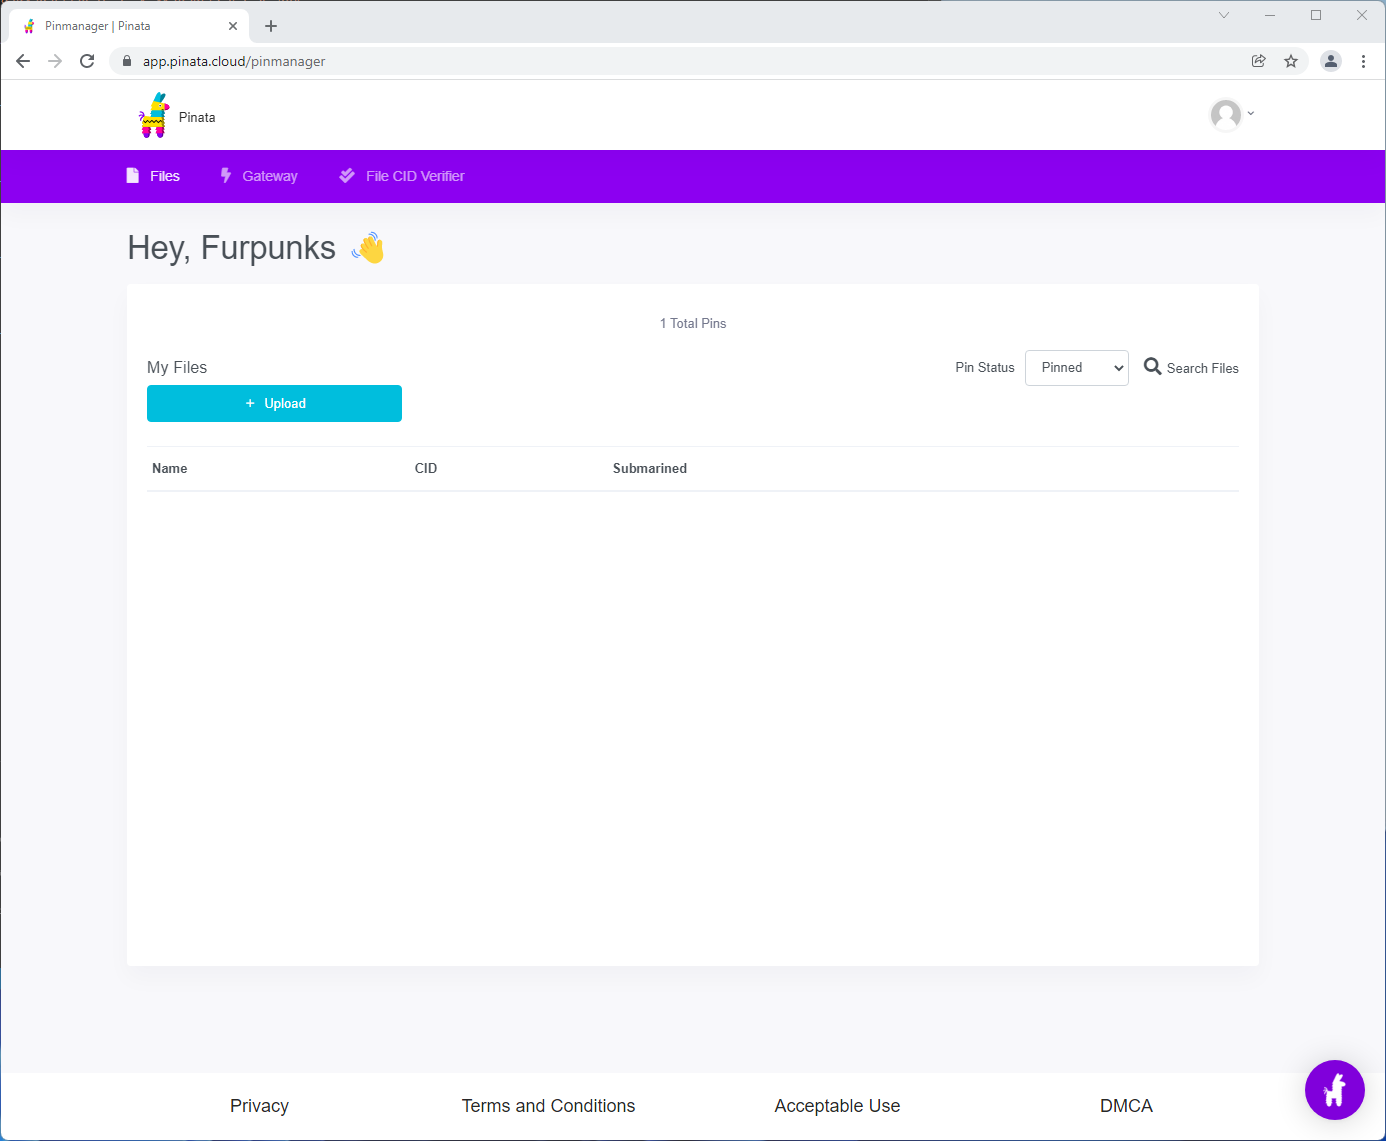 Pinmanager | Pinata
app.pinata.cloud/pinmanager
Pinata
Files Gateway File CID Verifier
Hey, Furpunks 👋
1 Total Pins
My Files Pin Status Pinned Search Files
+ Upload
Name CID Submarined
Privacy Terms and Conditions Acceptable Use DMCA